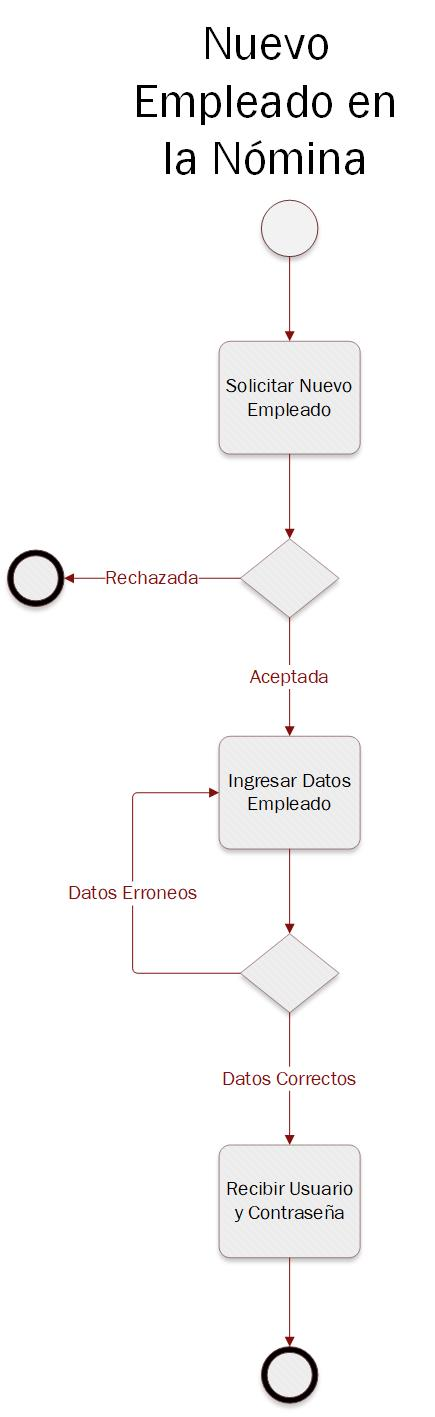 Nuevo
Empleado en
la Nómina
Solicitar Nuevo
Empleado
Rechazada
Aceptada
Ingresar Datos
Empleado
Datos Erroneos
Datos Correctos
Recibir Usuario
y Contraseña